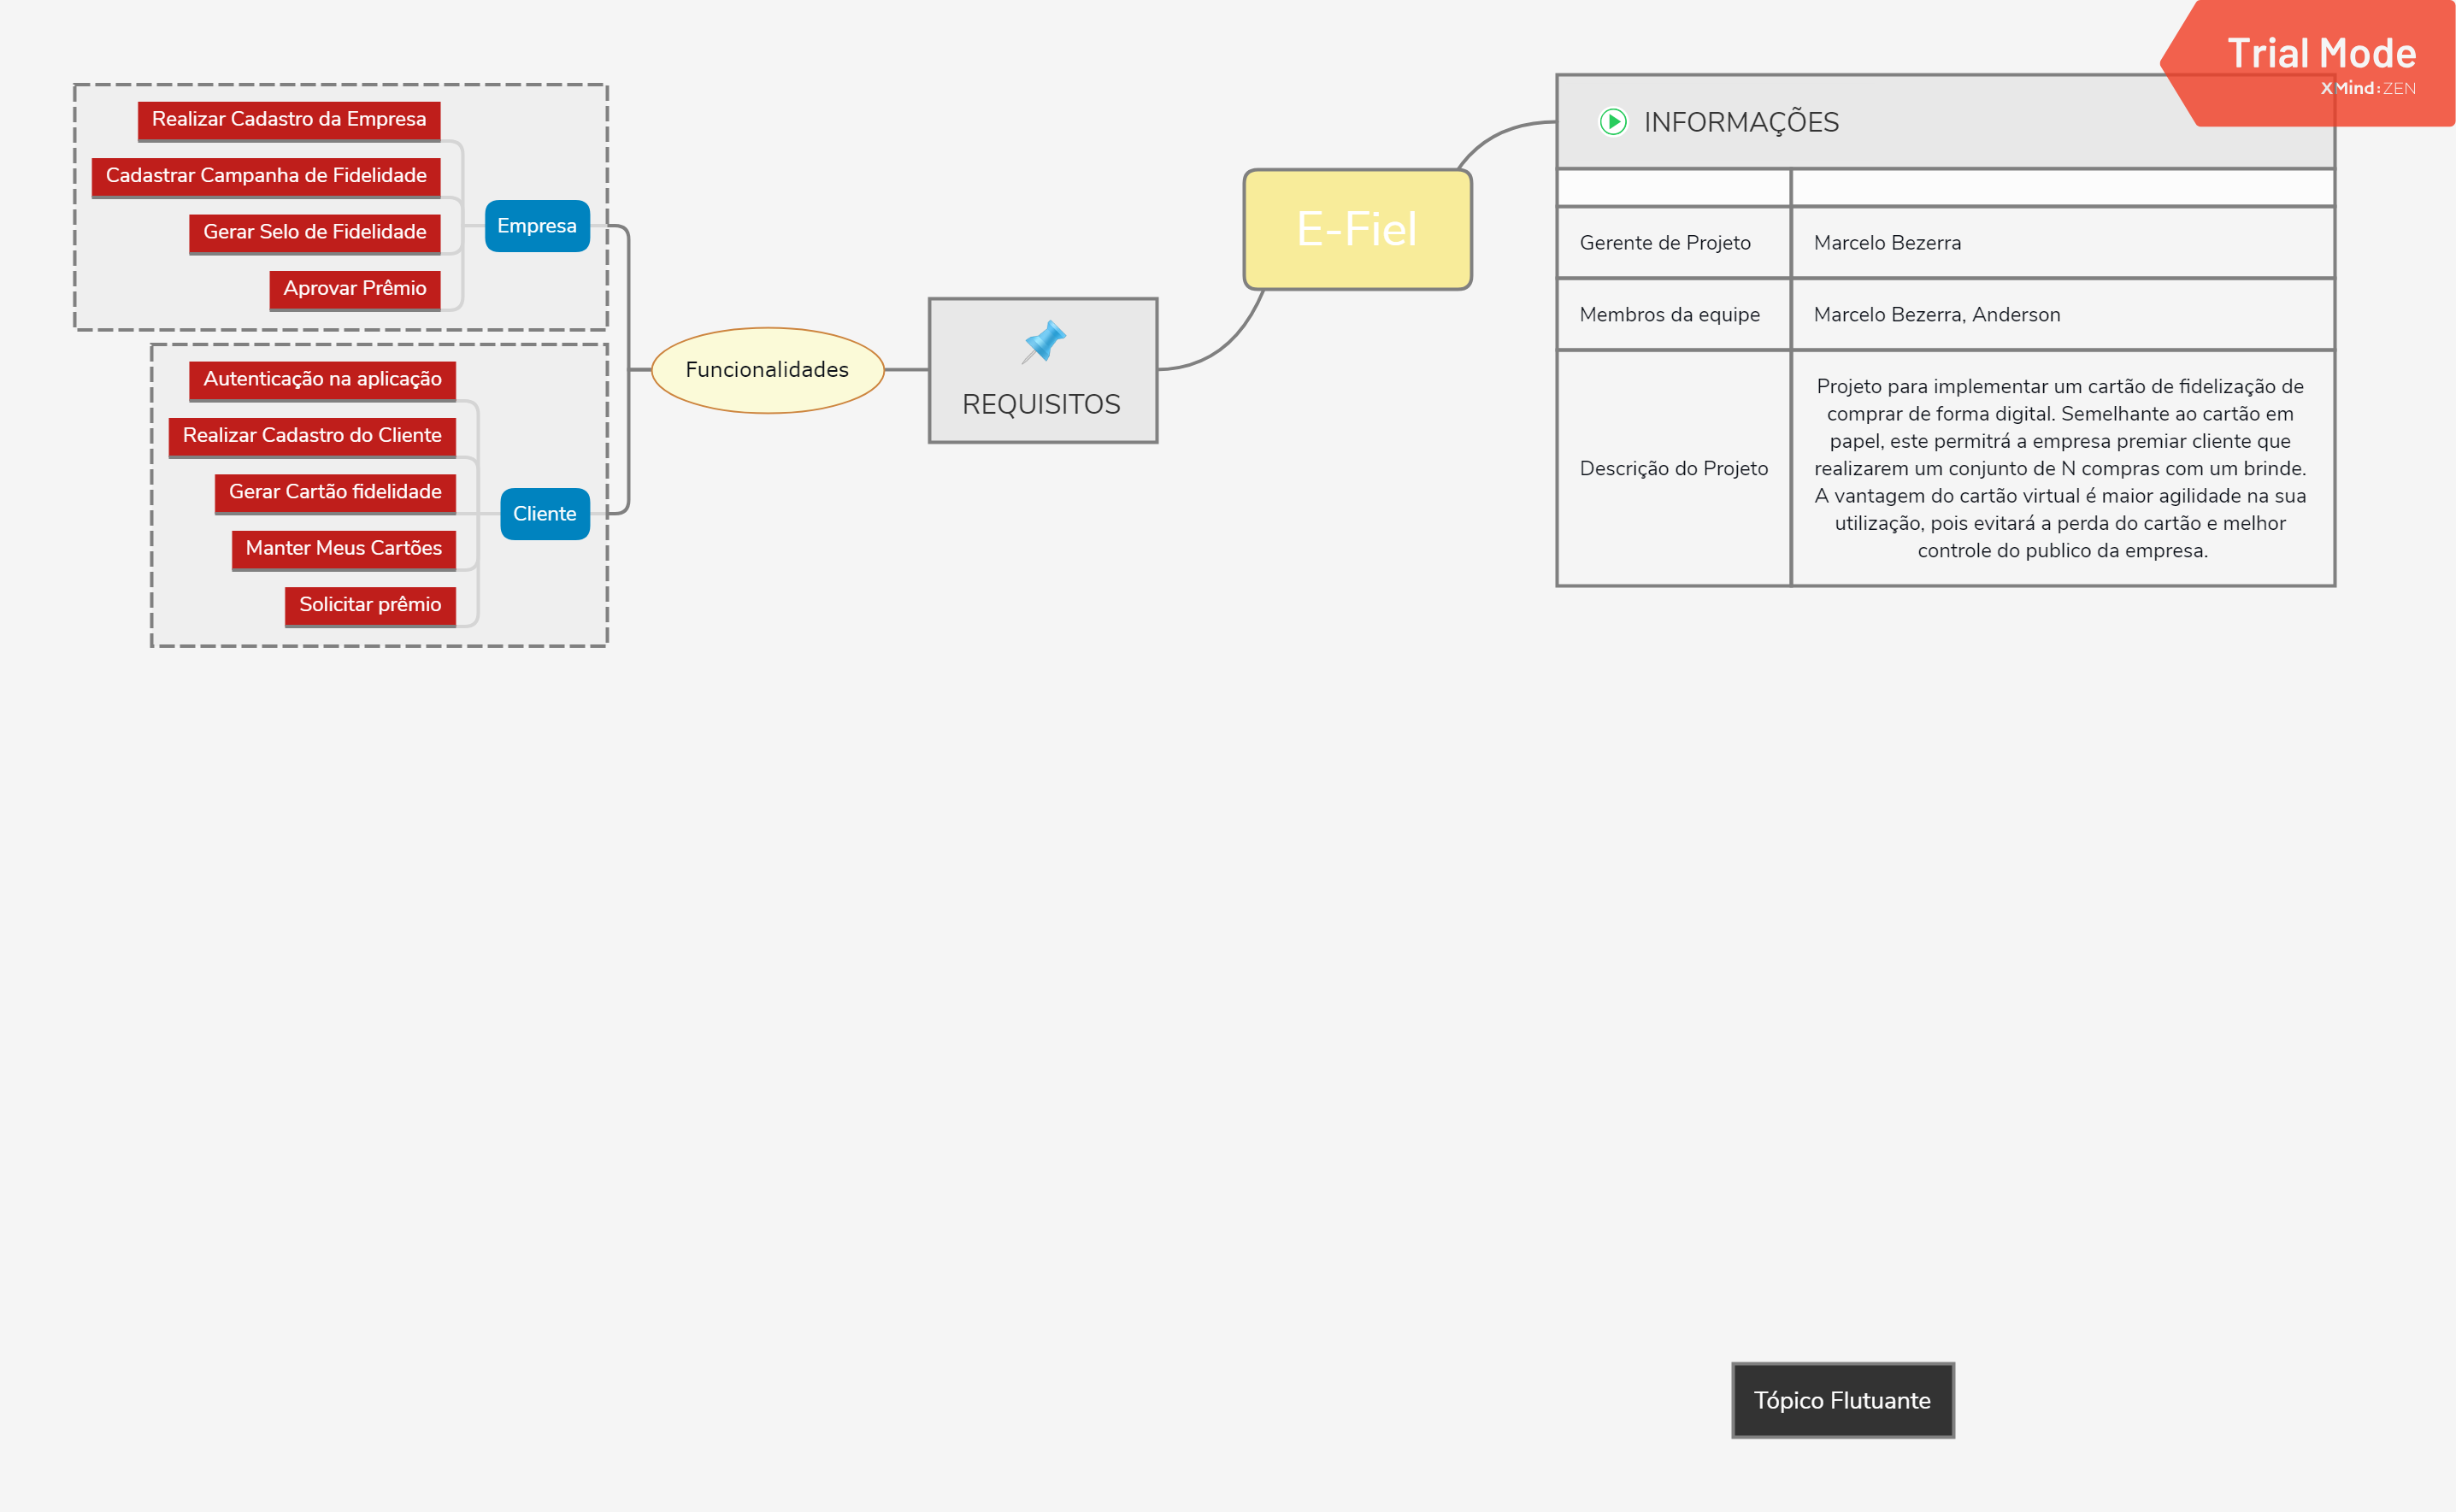 Trial Mode
XMind:ZEN
Realizar Cadastro da Empresa
Cadastrar Campanha de Fidelidade
Gerar Selo de Fidelidade
Aprovar Prêmio
Empresa
Autenticação na aplicação
Realizar Cadastro do Cliente
Gerar Cartão fidelidade
Manter Meus Cartões
Solicitar prêmio
Cliente
Funcionalidades
REQUISITOS
E-Fiel
INFORMAÇÕES
Gerente de Projeto
Marcelo Bezerra
Membros da equipe
Marcelo Bezerra, Anderson
Descrição do Projeto
Projeto para implementar um cartão de fidelização de
comprar de forma digital. Semelhante ao cartão em
papel, este permitrá a empresa premiar cliente que
realizarem um conjunto de N compras com um brinde.
A vantagem do cartão virtual é maior agilidade na sua
utilização, pois evitará a perda do cartão e melhor
controle do publico da empresa.
Tópico Flutuante